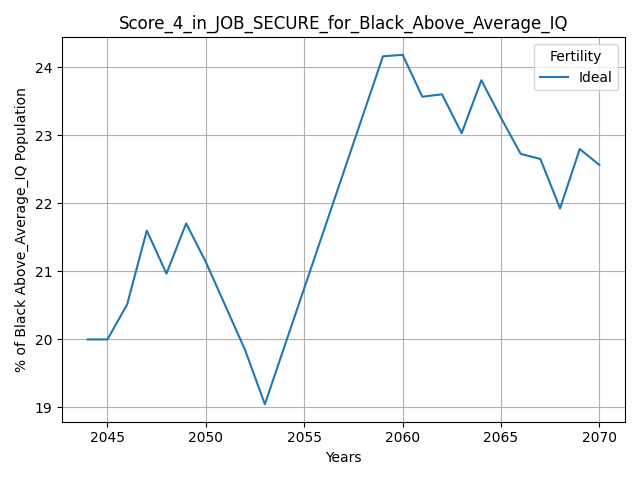 Score_4_in_JOB_SECURE_for_Black_Above_Average_IQ
Fertility
Ideal
% of Black Above_Average_IQ Population
24
23
22
21
20
19
2045
2050
2055
2060
2065
2070
Years